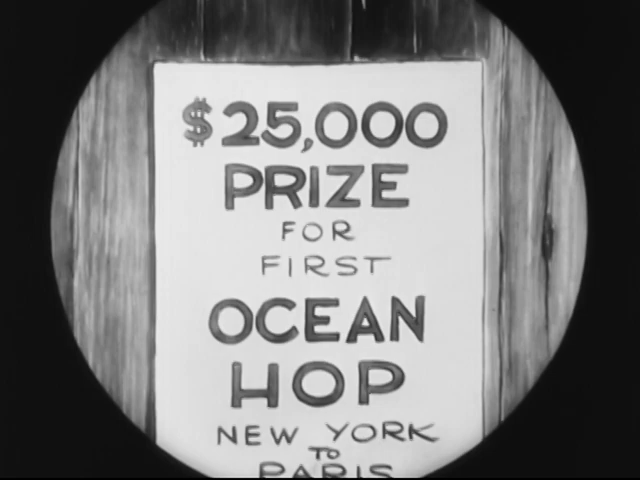 $25,000
PRIZE
FOR
FIRST
OCEAN
HOP
NEW YORK
TO
PARIS